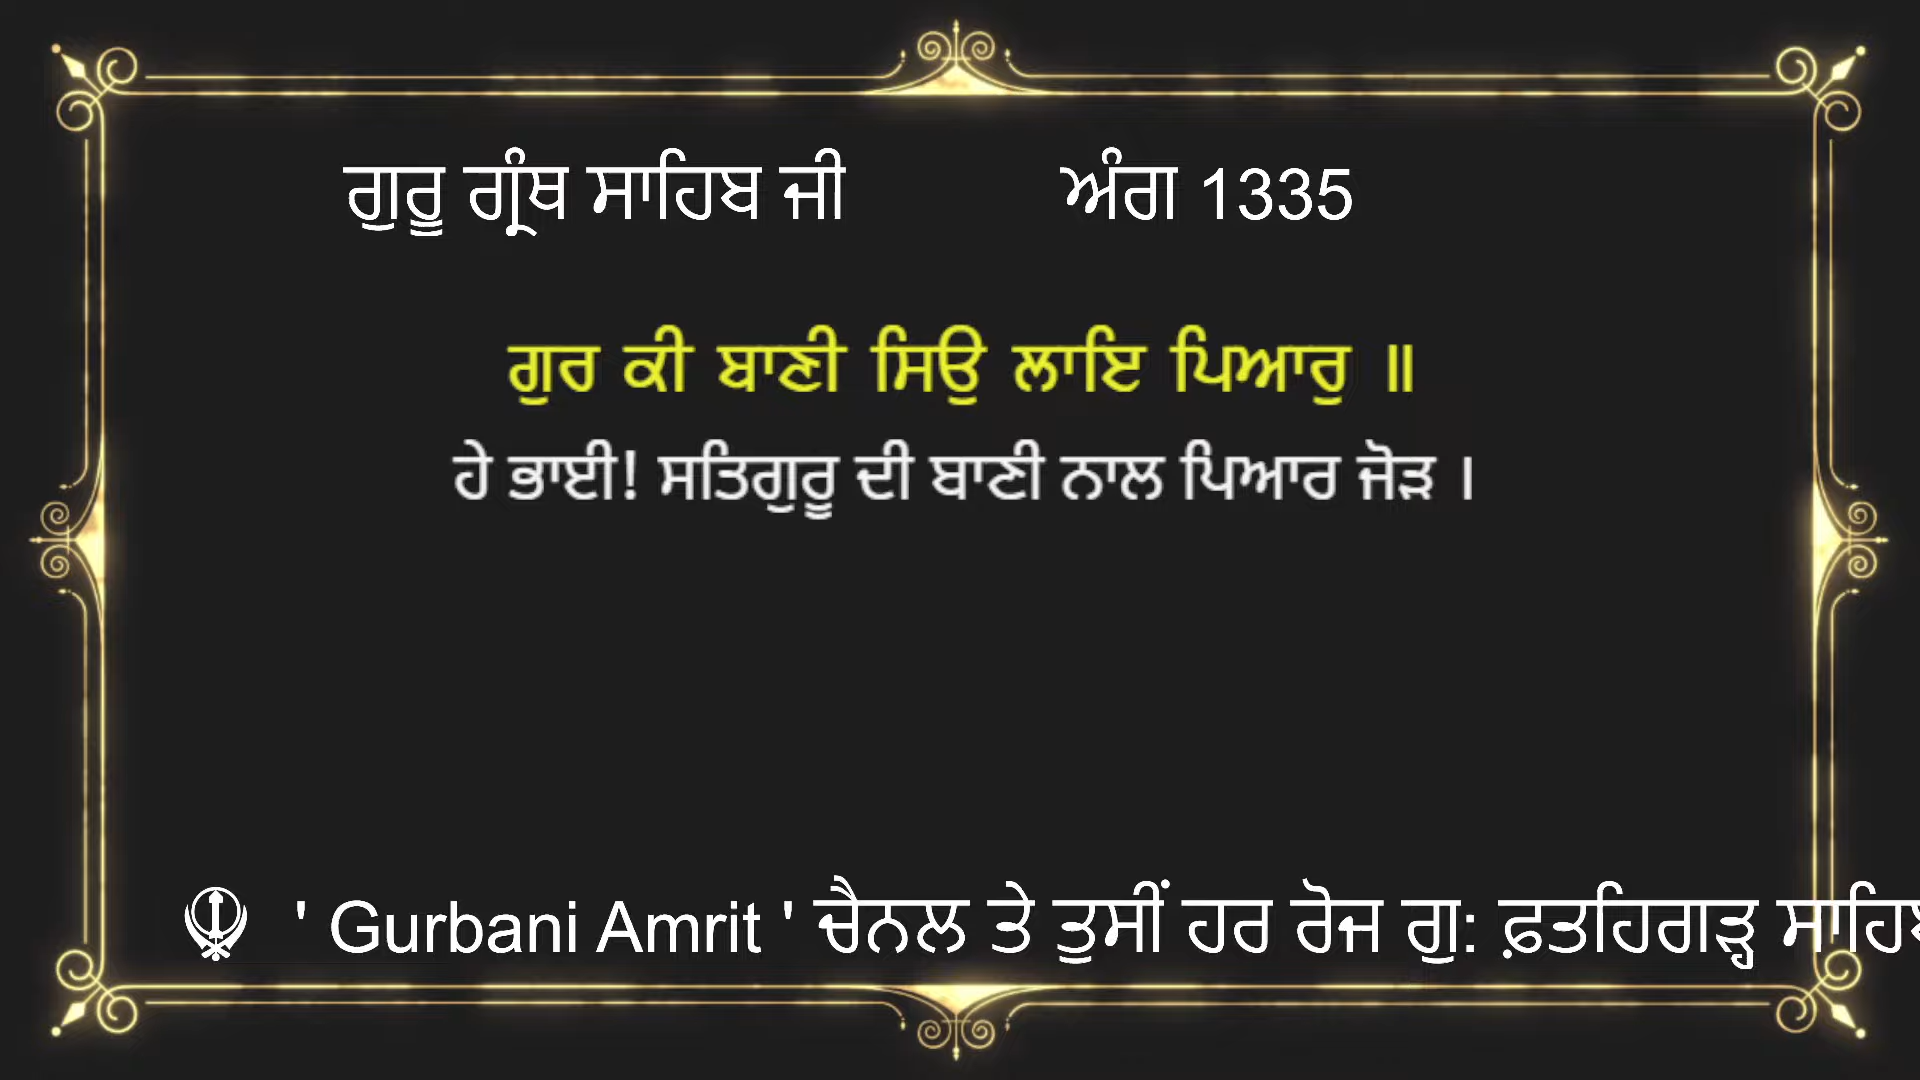 ਗੁਰੂ ਗ੍ਰੰਥ ਸਾਹਿਬ ਜੀ ਅੰਗ 1335
ਗੁਰ ਕੀ ਬਾਣੀ ਸਿਉ ਲਾਇ ਪਿਆਰੁ ॥
ਹੇ ਭਾਈ! ਸਤਿਗੁਰੂ ਦੀ ਬਾਣੀ ਨਾਲ ਪਿਆਰ ਜੋੜ ।
☬ ' Gurbani Amrit ' ਚੈਨਲ ਤੇ ਤੁਸੀਂ ਹਰ ਰੋਜ ਗੁ: ਫ਼ਤਹਿਗੜ੍ਹ